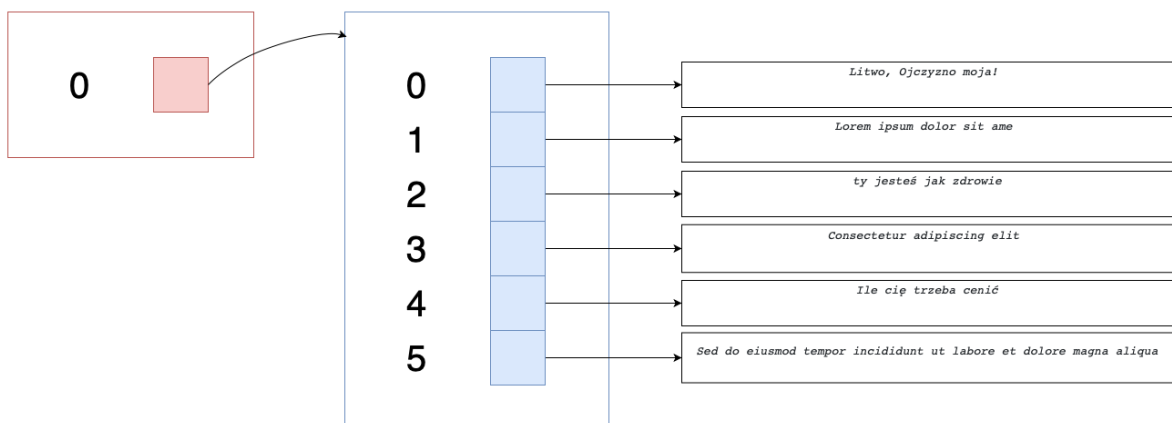 0
0
Litwo, Ojczyzno moja!
1
Lorem ipsum dolor sit ame
2
ty jesteś jak zdrowie
3
Consectetur adipiscing elit
4
Ile cię trzeba cenić
5
Sed do eiusmod tempor incididunt ut labore et dolore magna aliqua